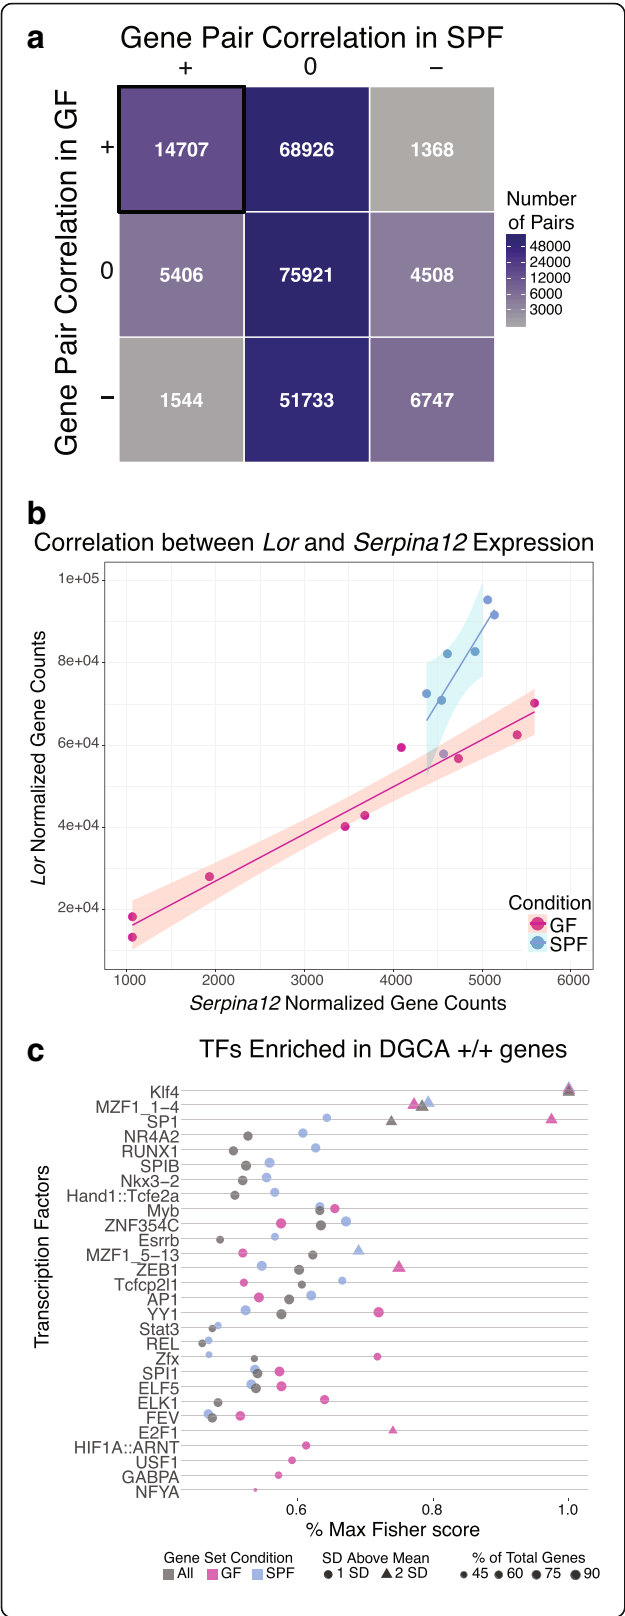 a
Gene Pair Correlation in SPF
+ 0 −
Gene Pair Correlation in GF
+ 14707 68926 1368
0 5406 75921 4508
− 1544 51733 6747
Number
of Pairs
48000
24000
12000
6000
3000
b
Correlation between Lor and Serpina12 Expression
Lor Normalized Gene Counts
1e+05
8e+04
6e+04
4e+04
2e+04
Condition
GF
SPF
1000 2000 3000 4000 5000 6000
Serpina12 Normalized Gene Counts
c
TFs Enriched in DGCA +/+ genes
Transcription Factors
Klf4
MZF1_1−4
SP1
NR4A2
RUNX1
SPIB
Nkx3−2
Hand1::Tcfe2a
Myb
ZNF354C
Esrrb
MZF1_5−13
ZEB1
Tcfcp2l1
AP1
YY1
Stat3
REL
Zfx
SPI1
ELF5
ELK1
FEV
E2F1
HIF1A::ARNT
USF1
GABPA
NFYA
0.6 0.8 1.0
% Max Fisher score
Gene Set Condition
All GF SPF
SD Above Mean
1 SD 2 SD
% of Total Genes
45 60 75 90